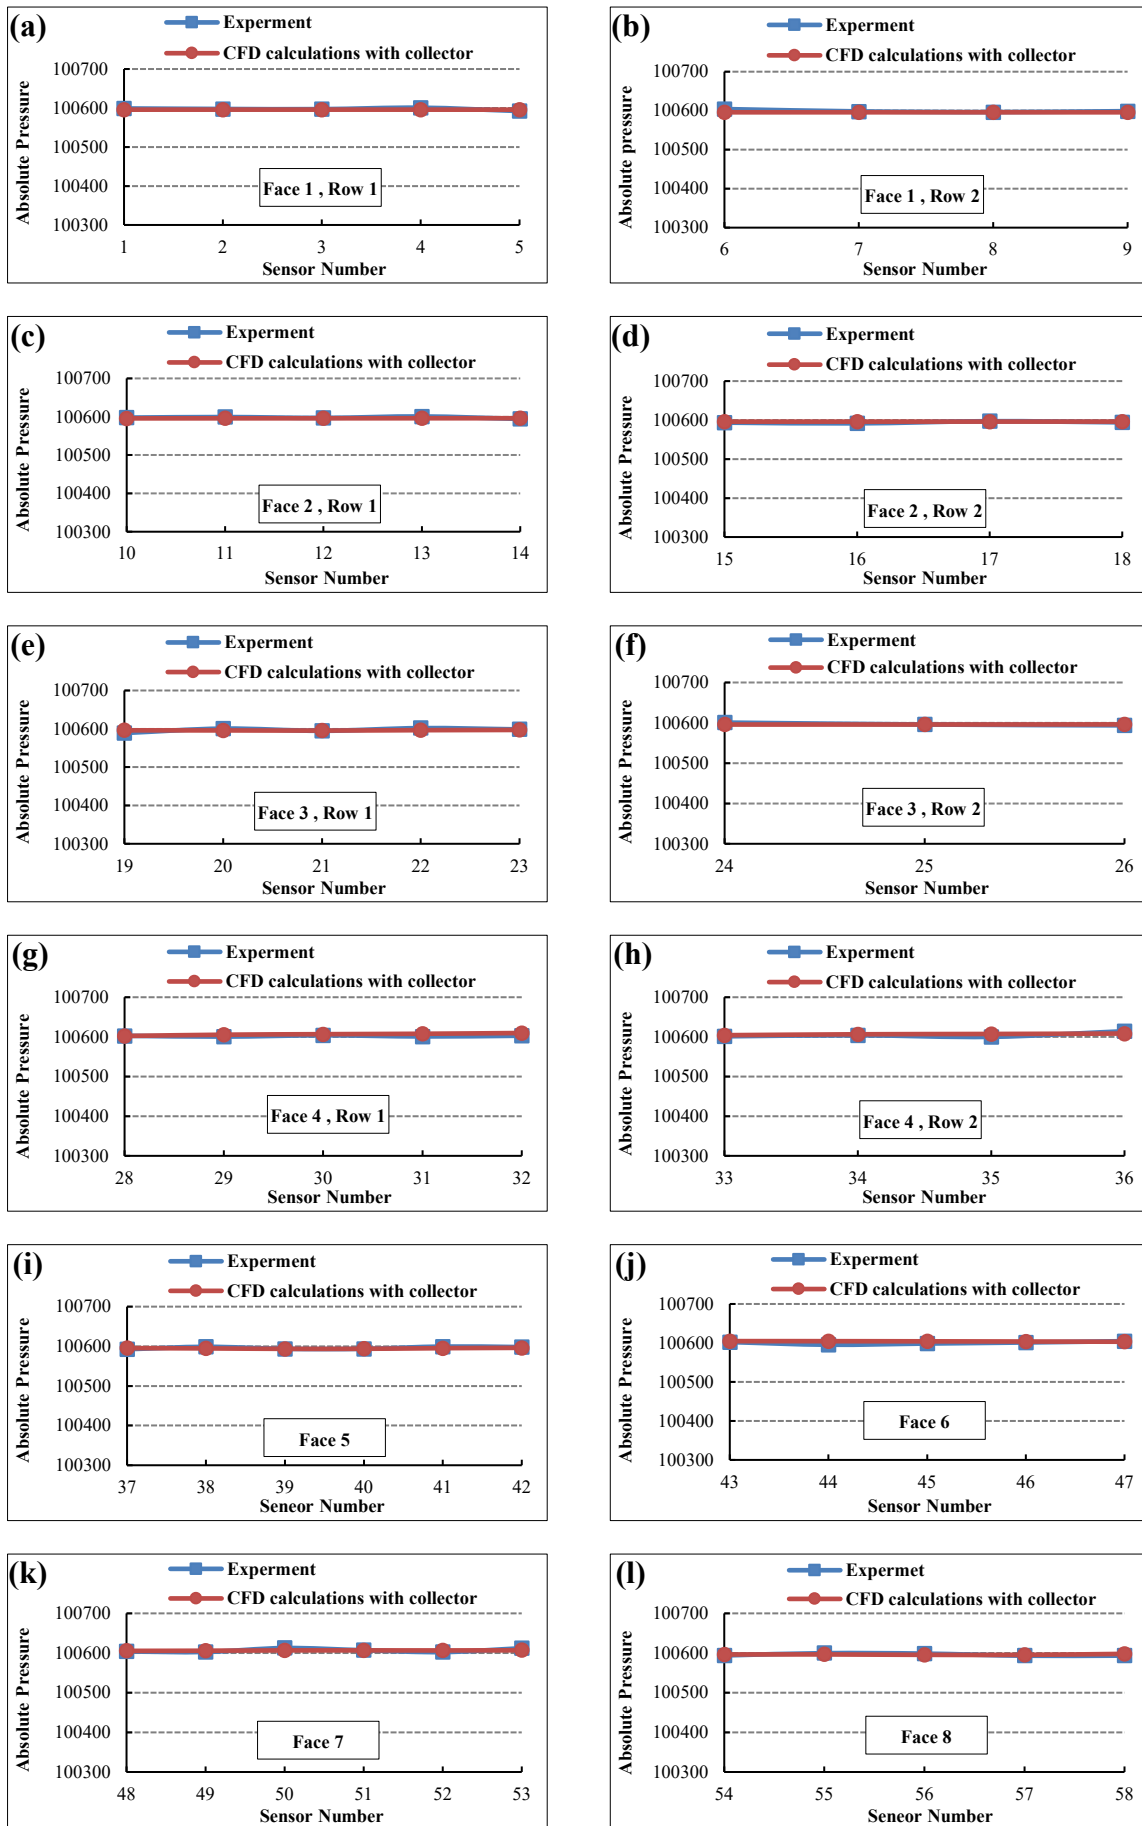 (a)
Experment
CFD calculations with collector
Absolute Pressure
100700
100600
100500
100400
100300
Face 1 , Row 1
1 2 3 4 5
Sensor Number
(b)
Experment
CFD calculations with collector
Absolute pressure
100700
100600
100500
100400
100300
Face 1 , Row 2
6 7 8 9
Sensor Number
(c)
Experment
CFD calculations with collector
Absolute Pressure
100700
100600
100500
100400
100300
Face 2 , Row 1
10 11 12 13 14
Sensor Number
(d)
Experment
CFD calculations with collector
Absolute Pressure
100700
100600
100500
100400
100300
Face 2 , Row 2
15 16 17 18
Sensor Number
(e)
Experment
CFD calculations with collector
Absolute Pressure
100700
100600
100500
100400
100300
Face 3 , Row 1
19 20 21 22 23
Sensor Number
(f)
Experment
CFD calculations with collector
Absolute Pressure
100700
100600
100500
100400
100300
Face 3 , Row 2
24 25 26
Sensor Number
(g)
Experment
CFD calculations with collector
Absolute Pressure
100700
100600
100500
100400
100300
Face 4 , Row 1
28 29 30 31 32
Sensor Number
(h)
Experment
CFD calculations with collector
Absolute Pressure
100700
100600
100500
100400
100300
Face 4 , Row 2
33 34 35 36
Sensor Number
(i)
Experment
CFD calculations with collector
Absolute Pressure
100700
100600
100500
100400
100300
Face 5
37 38 39 40 41 42
Seneor Number
(j)
Experment
CFD calculations with collector
Absolute Pressure
100700
100600
100500
100400
100300
Face 6
43 44 45 46 47
Sensor Number
(k)
Experment
CFD calculations with collector
Absolute Pressure
100700
100600
100500
100400
100300
Face 7
48 49 50 51 52 53
Sensor Number
(l)
Expermet
CFD calculations with collector
Absolute Pressure
100700
100600
100500
100400
100300
Face 8
54 55 56 57 58
Seneor Number